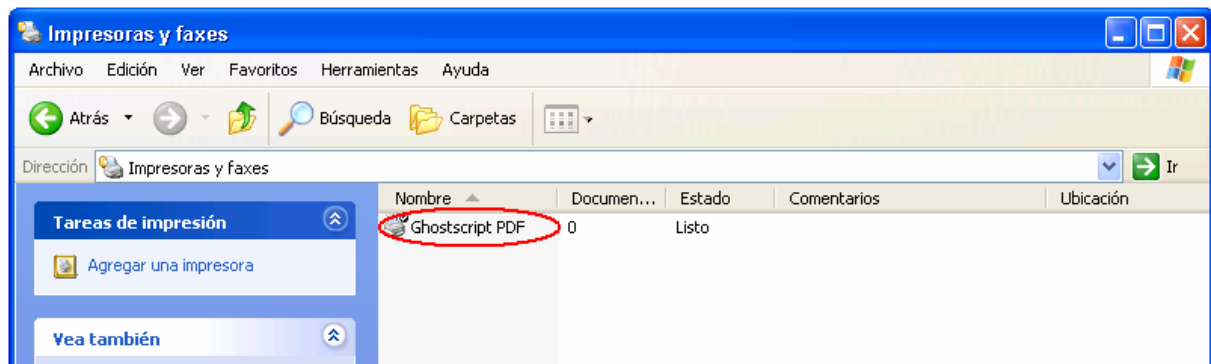 Impresoras y faxes
Archivo Edición Ver Favoritos Herramientas Ayuda
Atrás Búsqueda Carpetas
Dirección Impresoras y faxes Ir
Nombre Documen... Estado Comentarios Ubicación
Tareas de impresión
Ghostscript PDF 0 Listo
Agregar una impresora
Vea también